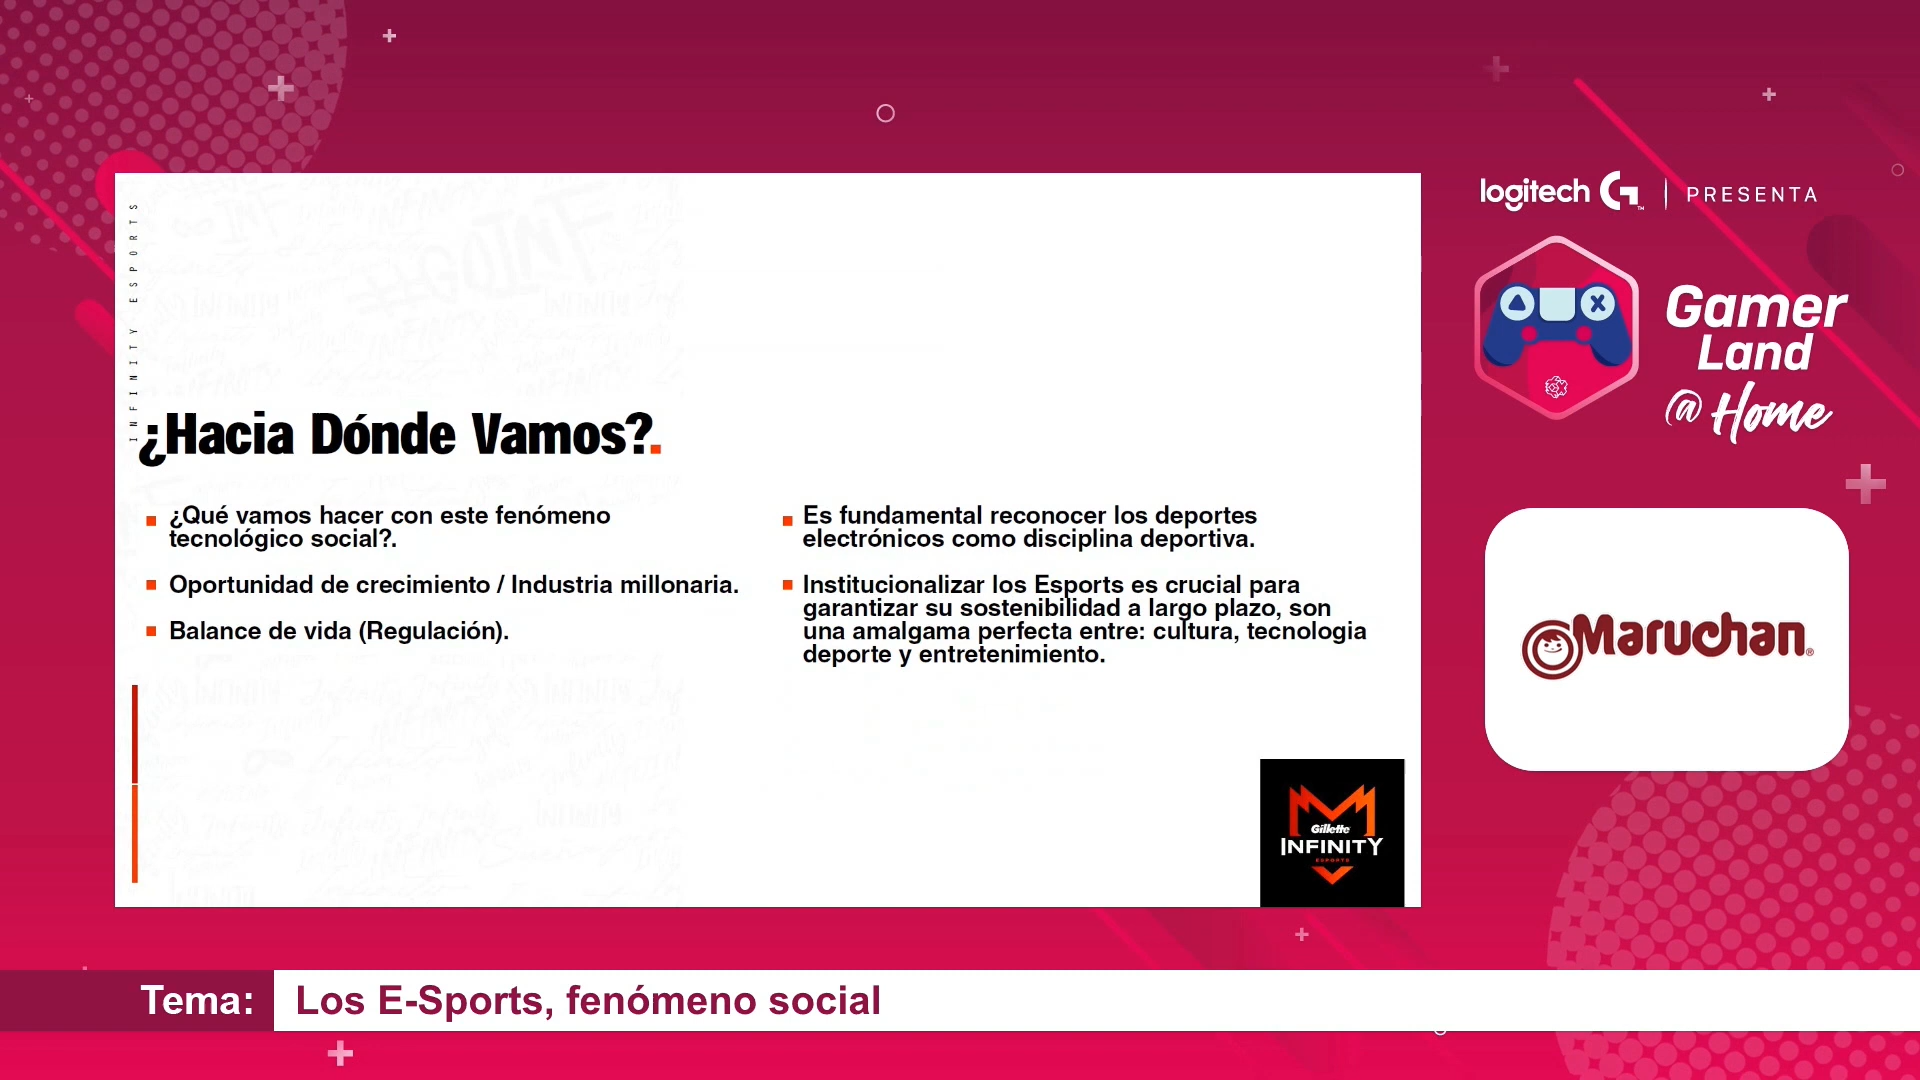 logitech G | PRESENTA
Gamer
Land
@ Home
INFINITY ESPORTS
#GOINF
¿Hacia Dónde Vamos?.
¿Qué vamos hacer con este fenómeno
tecnológico social?.
Oportunidad de crecimiento / Industria millonaria.
Balance de vida (Regulación).
Es fundamental reconocer los deportes
electrónicos como disciplina deportiva.
Institucionalizar los Esports es crucial para
garantizar su sostenibilidad a largo plazo, son
una amalgama perfecta entre: cultura, tecnologia
deporte y entretenimiento.
Maruchan®
Gillette
INFINITY
ESPORTS
Tema: Los E-Sports, fenómeno social